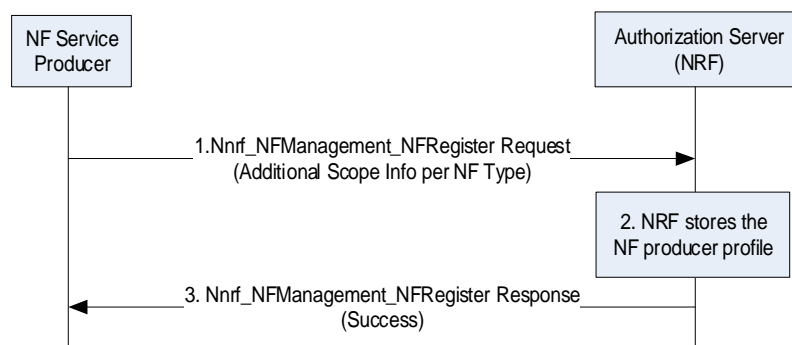 NF Service
Producer
Authorization Server
(NRF)
1.Nnrf_NFManagement_NFRegister Request
(Additional Scope Info per NF Type)
2. NRF stores the
NF producer profile
3. Nnrf_NFManagement_NFRegister Response
(Success)